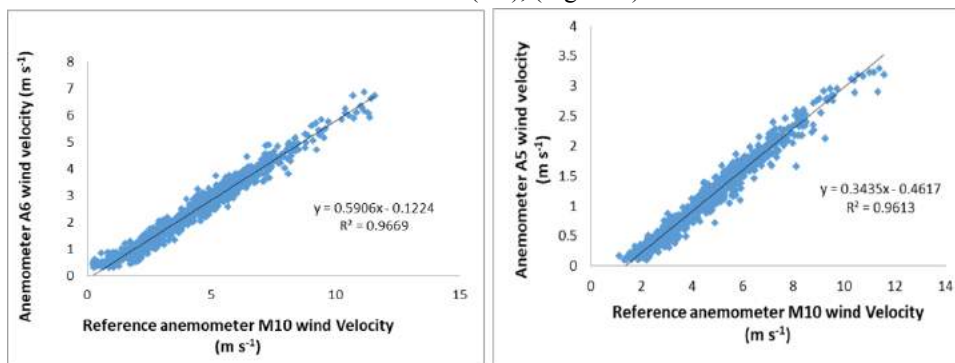 8
7
6
5
4
3
2
1
0
Anemometer A6 wind velocity (m s⁻¹)
y = 0.5906x - 0.1224
R² = 0.9669
0 5 10 15
Reference anemometer M10 wind Velocity
(m s⁻¹)
4
3.5
3
2.5
2
1.5
1
0.5
0
Anemometer A5 wind velocity
(m s⁻¹)
y = 0.3435x - 0.4617
R² = 0.9613
0 2 4 6 8 10 12 14
Reference anemometer M10 wind Velocity
(m s⁻¹)